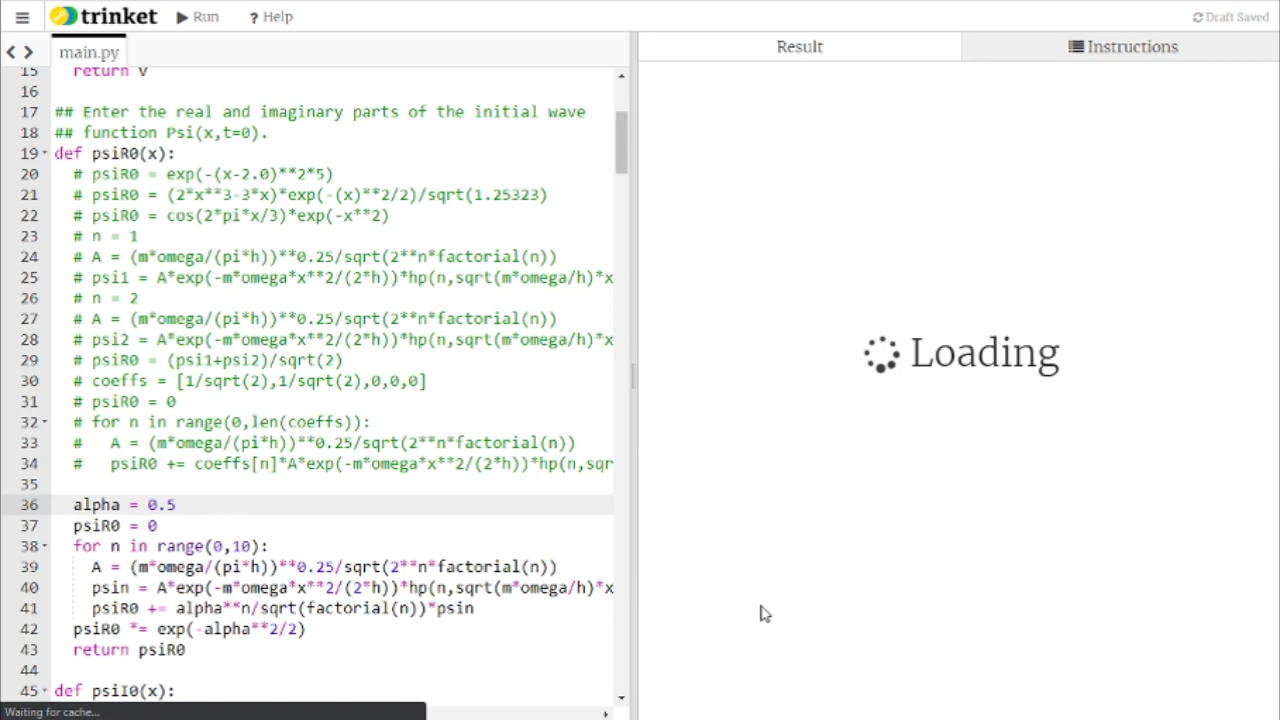 trinket
Run
? Help
Draft Saved
main.py
Result
Instructions
15 return v
16
17 ## Enter the real and imaginary parts of the initial wave
18 ## function Psi(x,t=0).
19 def psiR0(x):
20 # psiR0 = exp(-(x-2.0)**2*5)
21 # psiR0 = (2*x**3-3*x)*exp(-(x)**2/2)/sqrt(1.25323)
22 # psiR0 = cos(2*pi*x/3)*exp(-x**2)
23 # n = 1
24 # A = (m*omega/(pi*h))**0.25/sqrt(2**n*factorial(n))
25 # psi1 = A*exp(-m*omega*x**2/(2*h))*hp(n,sqrt(m*omega/h)*x
26 # n = 2
27 # A = (m*omega/(pi*h))**0.25/sqrt(2**n*factorial(n))
28 # psi2 = A*exp(-m*omega*x**2/(2*h))*hp(n,sqrt(m*omega/h)*x
29 # psiR0 = (psi1+psi2)/sqrt(2)
30 # coeffs = [1/sqrt(2),1/sqrt(2),0,0,0]
31 # psiR0 = 0
32 # for n in range(0,len(coeffs)):
33 #   A = (m*omega/(pi*h))**0.25/sqrt(2**n*factorial(n))
34 #   psiR0 += coeffs[n]*A*exp(-m*omega*x**2/(2*h))*hp(n,sqr
35
36 alpha = 0.5
37 psiR0 = 0
38 for n in range(0,10):
39 A = (m*omega/(pi*h))**0.25/sqrt(2**n*factorial(n))
40 psin = A*exp(-m*omega*x**2/(2*h))*hp(n,sqrt(m*omega/h)*x
41 psiR0 += alpha**n/sqrt(factorial(n))*psin
42 psiR0 *= exp(-alpha**2/2)
43 return psiR0
44
45 def psiI0(x):
Loading
Waiting for cache...